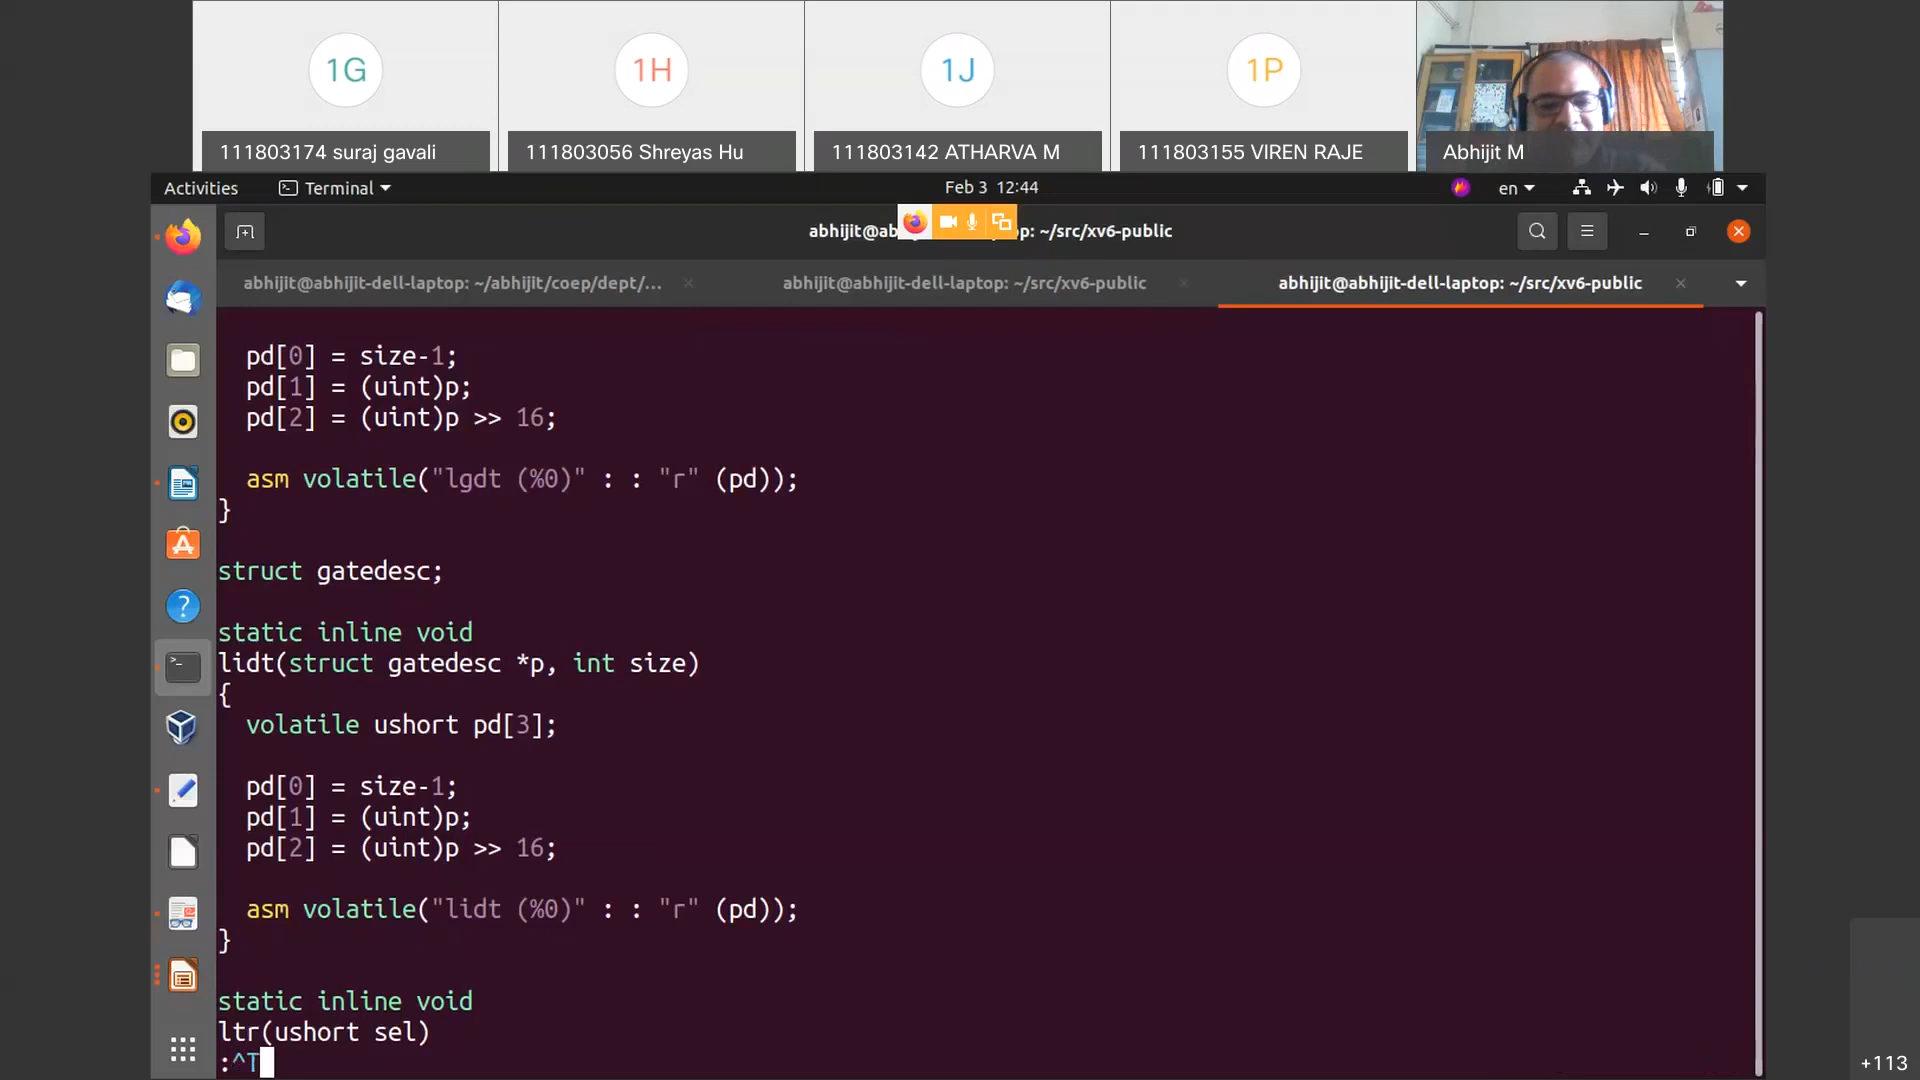 1G
1H
1J
1P
111803174 suraj gavali
111803056 Shreyas Hu
111803142 ATHARVA M
111803155 VIREN RAJE
Abhijit M
Activities
Terminal
Feb 3 12:44
en
abhijit@ab p: ~/src/xv6-public
abhijit@abhijit-dell-laptop: ~/abhijit/coep/dept/...
abhijit@abhijit-dell-laptop: ~/src/xv6-public
abhijit@abhijit-dell-laptop: ~/src/xv6-public
pd[0] = size-1;
pd[1] = (uint)p;
pd[2] = (uint)p >> 16;
asm volatile("lgdt (%0)" : : "r" (pd));
}
struct gatedesc;
static inline void
lidt(struct gatedesc *p, int size)
{
volatile ushort pd[3];
pd[0] = size-1;
pd[1] = (uint)p;
pd[2] = (uint)p >> 16;
asm volatile("lidt (%0)" : : "r" (pd));
}
static inline void
ltr(ushort sel)
:^T
+113